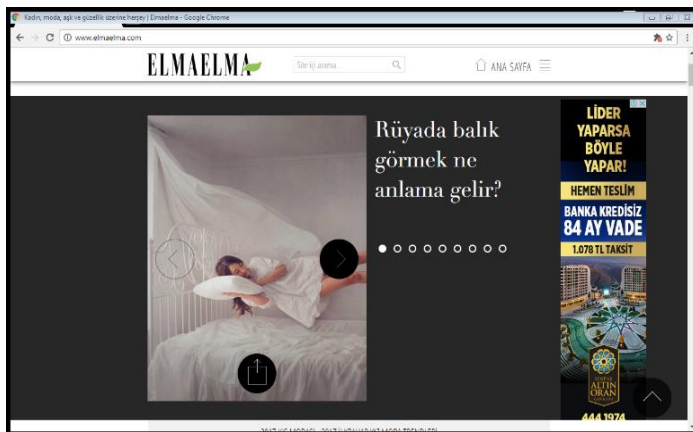 Kadın, moda, aşk ve güzellik üzerine herşey | Elmaelma - Google Chrome
www.elmaelma.com
ELMAELMA
Site içi arama...
ANA SAYFA
Rüyada balık
görmek ne
anlama gelir?
LİDER
YAPARSA
BÖYLE
YAPAR!
HEMEN TESLİM
BANKA KREDİSİZ
84 AY VADE
1.078 TL TAKSİT
ALTIN
ORAN
444 1974